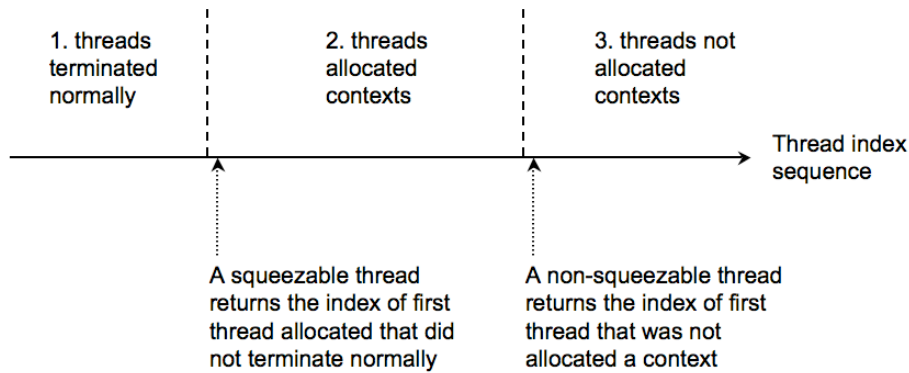 1. threads
terminated
normally
2. threads
allocated
contexts
3. threads not
allocated
contexts
Thread index
sequence
A squeezable thread
returns the index of first
thread allocated that did
not terminate normally
A non-squeezable thread
returns the index of first
thread that was not
allocated a context